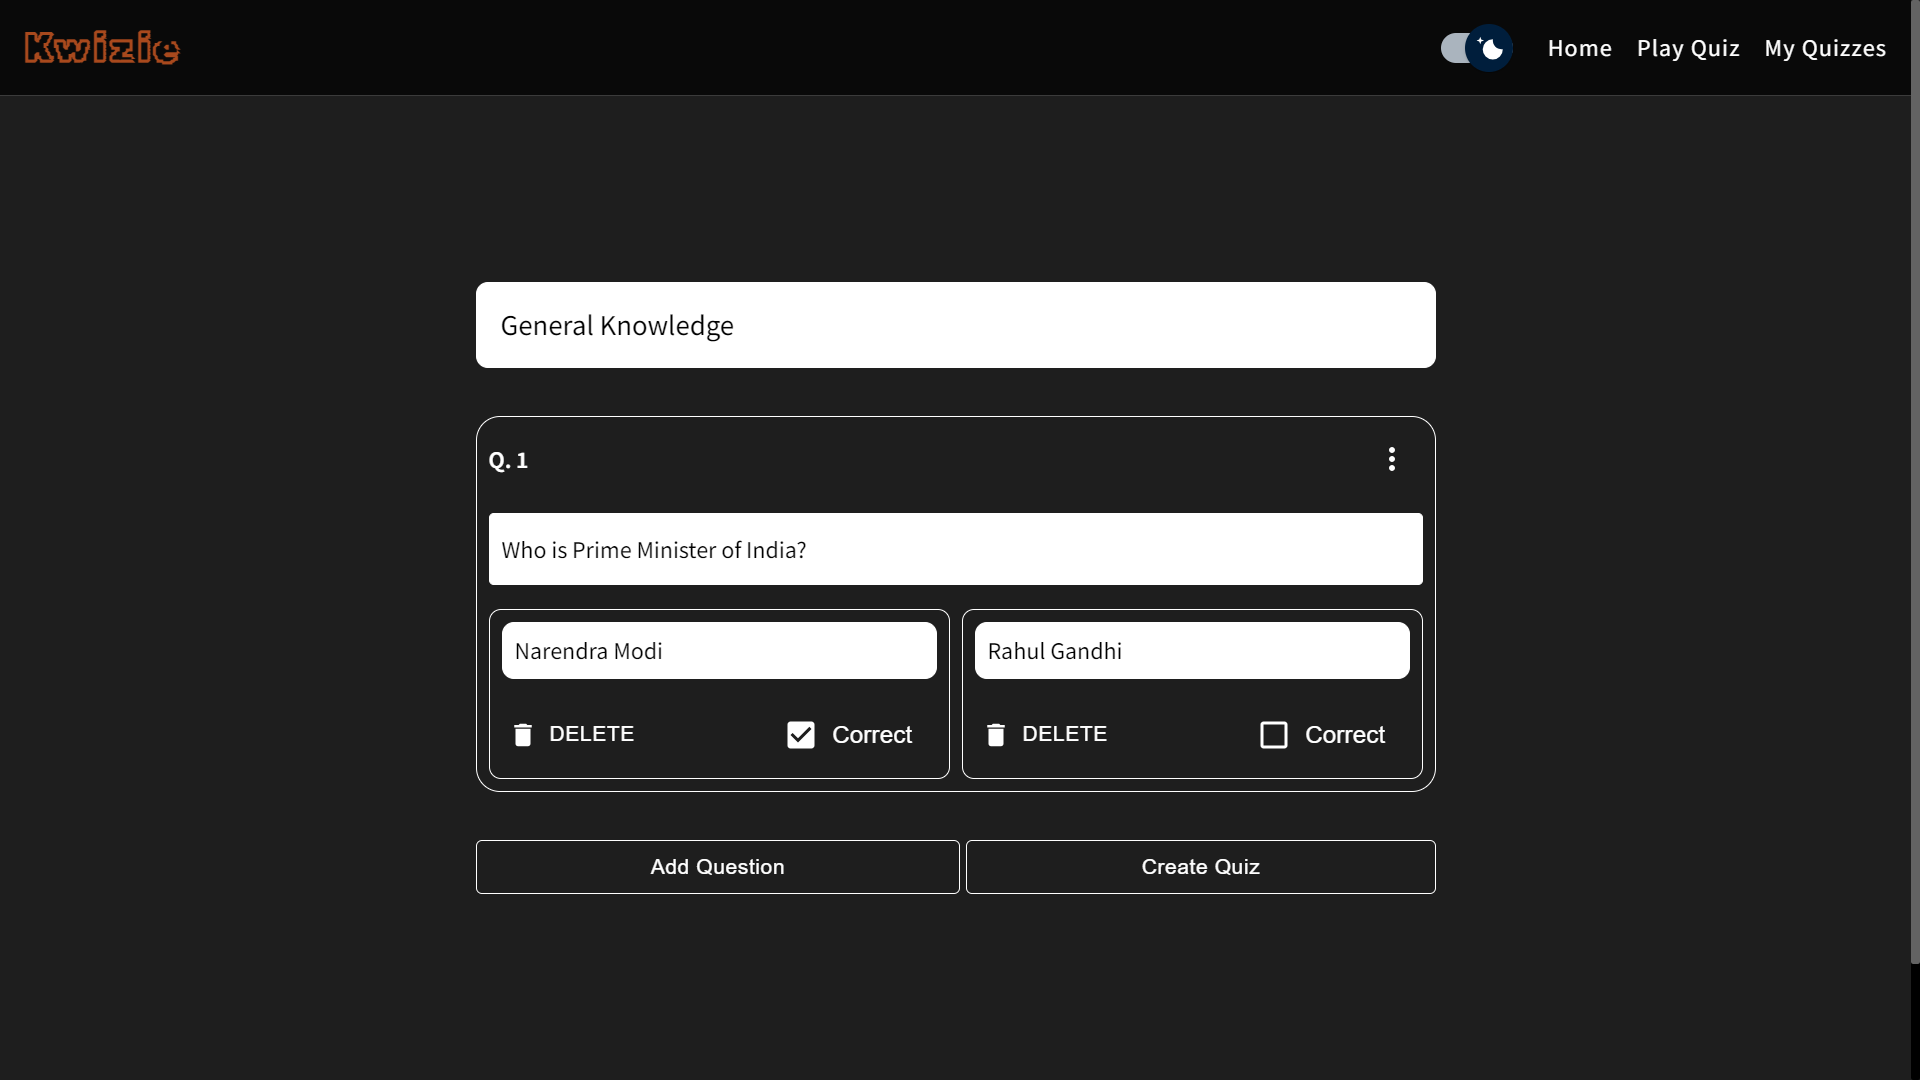 Kwizie
Home Play Quiz My Quizzes
General Knowledge
Q. 1
Who is Prime Minister of India?
Narendra Modi Rahul Gandhi
DELETE Correct DELETE Correct
Add Question Create Quiz